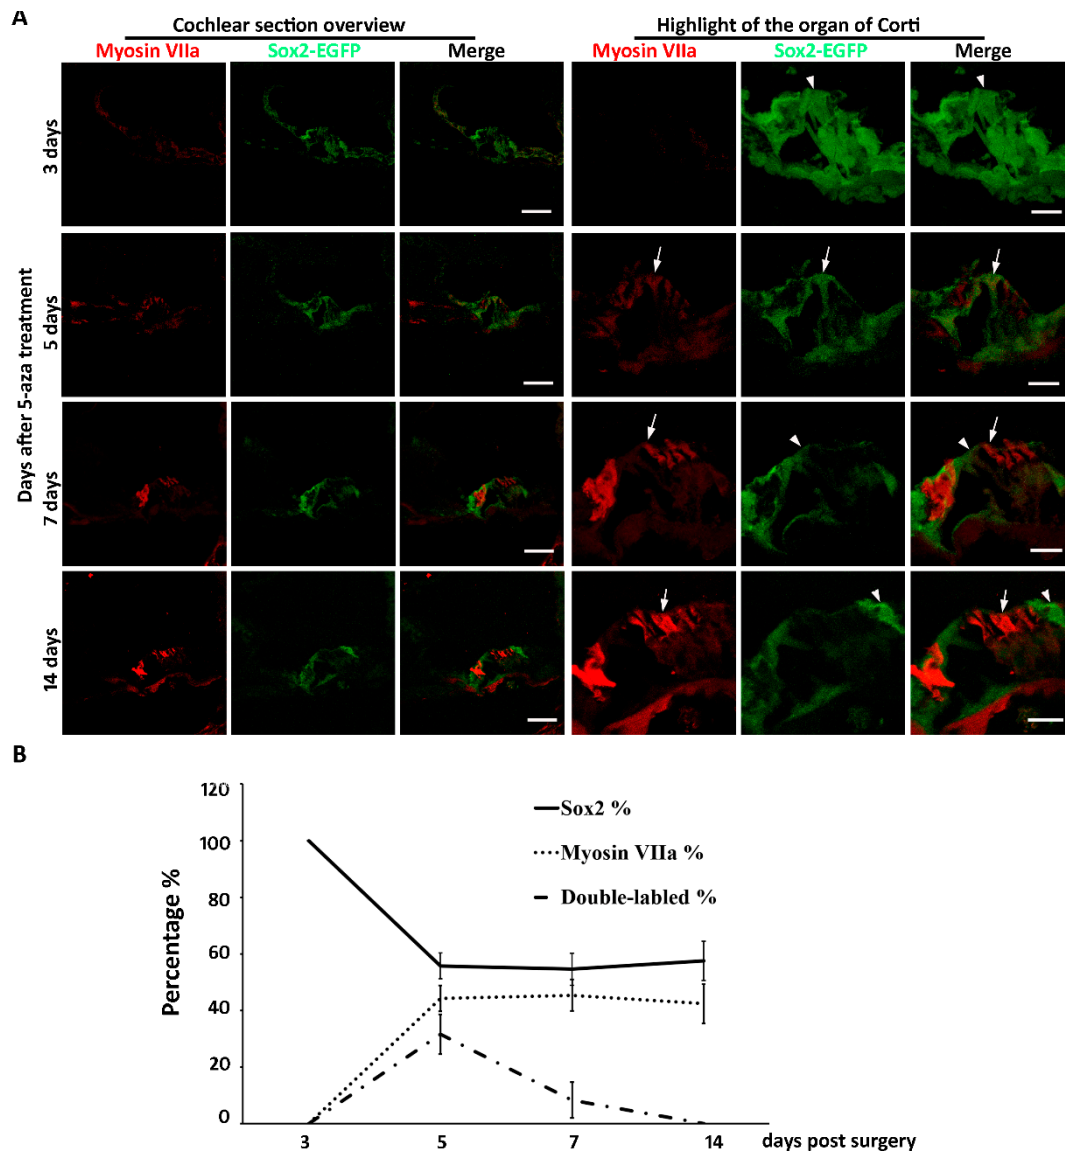 A
Cochlear section overview
Highlight of the organ of Corti
Myosin VIIa
Sox2-EGFP
Merge
Myosin VIIa
Sox2-EGFP
Merge
Days after 5-aza treatment
3 days
5 days
7 days
14 days
B
Percentage %
120
100
80
60
40
20
0
Sox2 %
Myosin VIIa %
Double-labled %
3
5
7
14
days post surgery